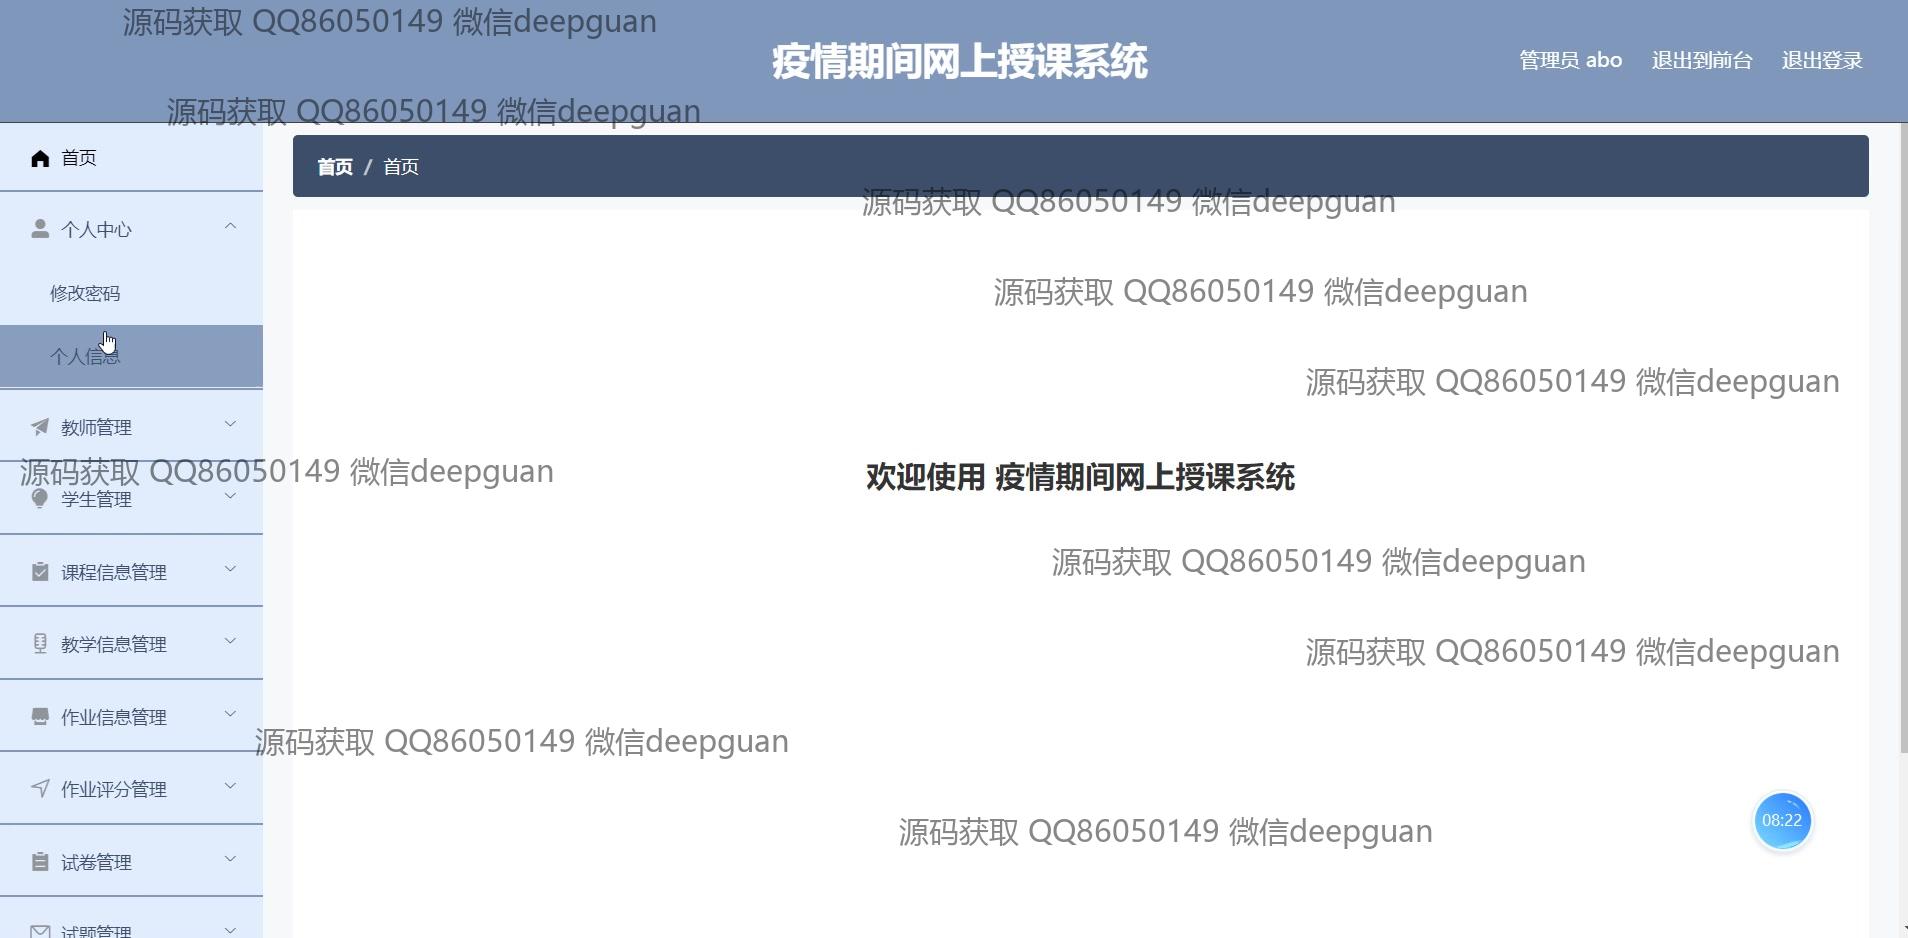 源码获取 QQ86050149 微信deepguan
疫情期间网上授课系统
管理员 abo 退出到前台 退出登录
源码获取 QQ86050149 微信deepguan
首页
首页 / 首页
源码获取 QQ86050149 微信deepguan
个人中心
修改密码
源码获取 QQ86050149 微信deepguan
个人信息
源码获取 QQ86050149 微信deepguan
教师管理
源码获取 QQ86050149 微信deepguan
欢迎使用 疫情期间网上授课系统
学生管理
源码获取 QQ86050149 微信deepguan
课程信息管理
教学信息管理
源码获取 QQ86050149 微信deepguan
作业信息管理
源码获取 QQ86050149 微信deepguan
作业评分管理
08:22
源码获取 QQ86050149 微信deepguan
试卷管理
试题管理